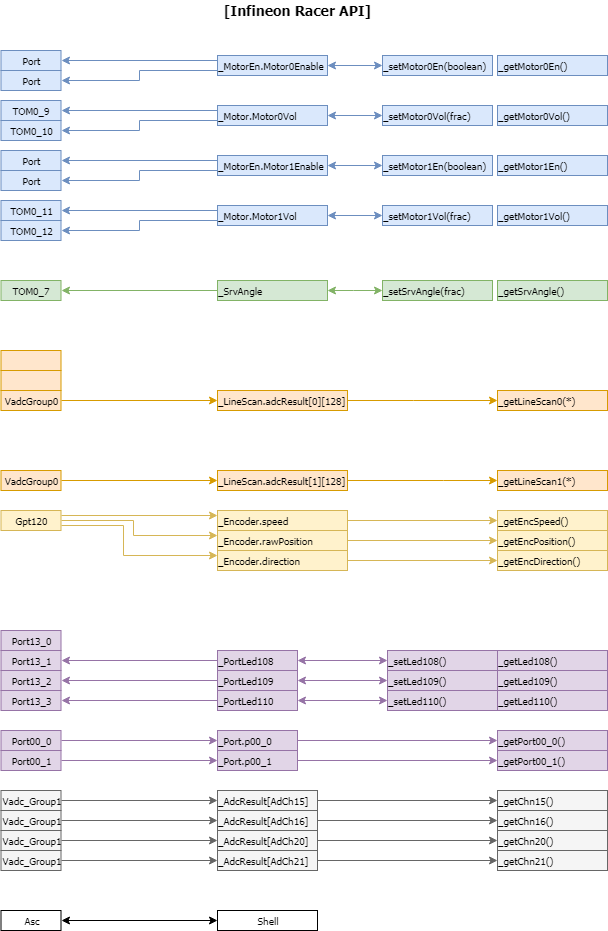 [Infineon Racer API]
Port _MotorEn.Motor0Enable _setMotor0En(boolean) _getMotor0En()
Port
TOM0_9 _Motor.Motor0Vol _setMotor0Vol(frac) _getMotor0Vol()
TOM0_10
Port _MotorEn.Motor1Enable _setMotor1En(boolean) _getMotor1En()
Port
TOM0_11 _Motor.Motor1Vol _setMotor1Vol(frac) _getMotor1Vol()
TOM0_12
TOM0_7 _SrvAngle _setSrvAngle(frac) _getSrvAngle()
VadcGroup0 _LineScan.adcResult[0][128] _getLineScan0(*)
VadcGroup0 _LineScan.adcResult[1][128] _getLineScan1(*)
Gpt120 _Encoder.speed _getEncSpeed()
_Encoder.rawPosition _getEncPosition()
_Encoder.direction _getEncDirection()
Port13_0
Port13_1 _PortLed108 _setLed108() _getLed108()
Port13_2 _PortLed109 _setLed109() _getLed109()
Port13_3 _PortLed110 _setLed110() _getLed110()
Port00_0 _Port.p00_0 _getPort00_0()
Port00_1 _Port.p00_1 _getPort00_1()
Vadc_Group1 _AdcResult[AdCh15] _getChn15()
Vadc_Group1 _AdcResult[AdCh16] _getChn16()
Vadc_Group1 _AdcResult[AdCh20] _getChn20()
Vadc_Group1 _AdcResult[AdCh21] _getChn21()
Asc Shell